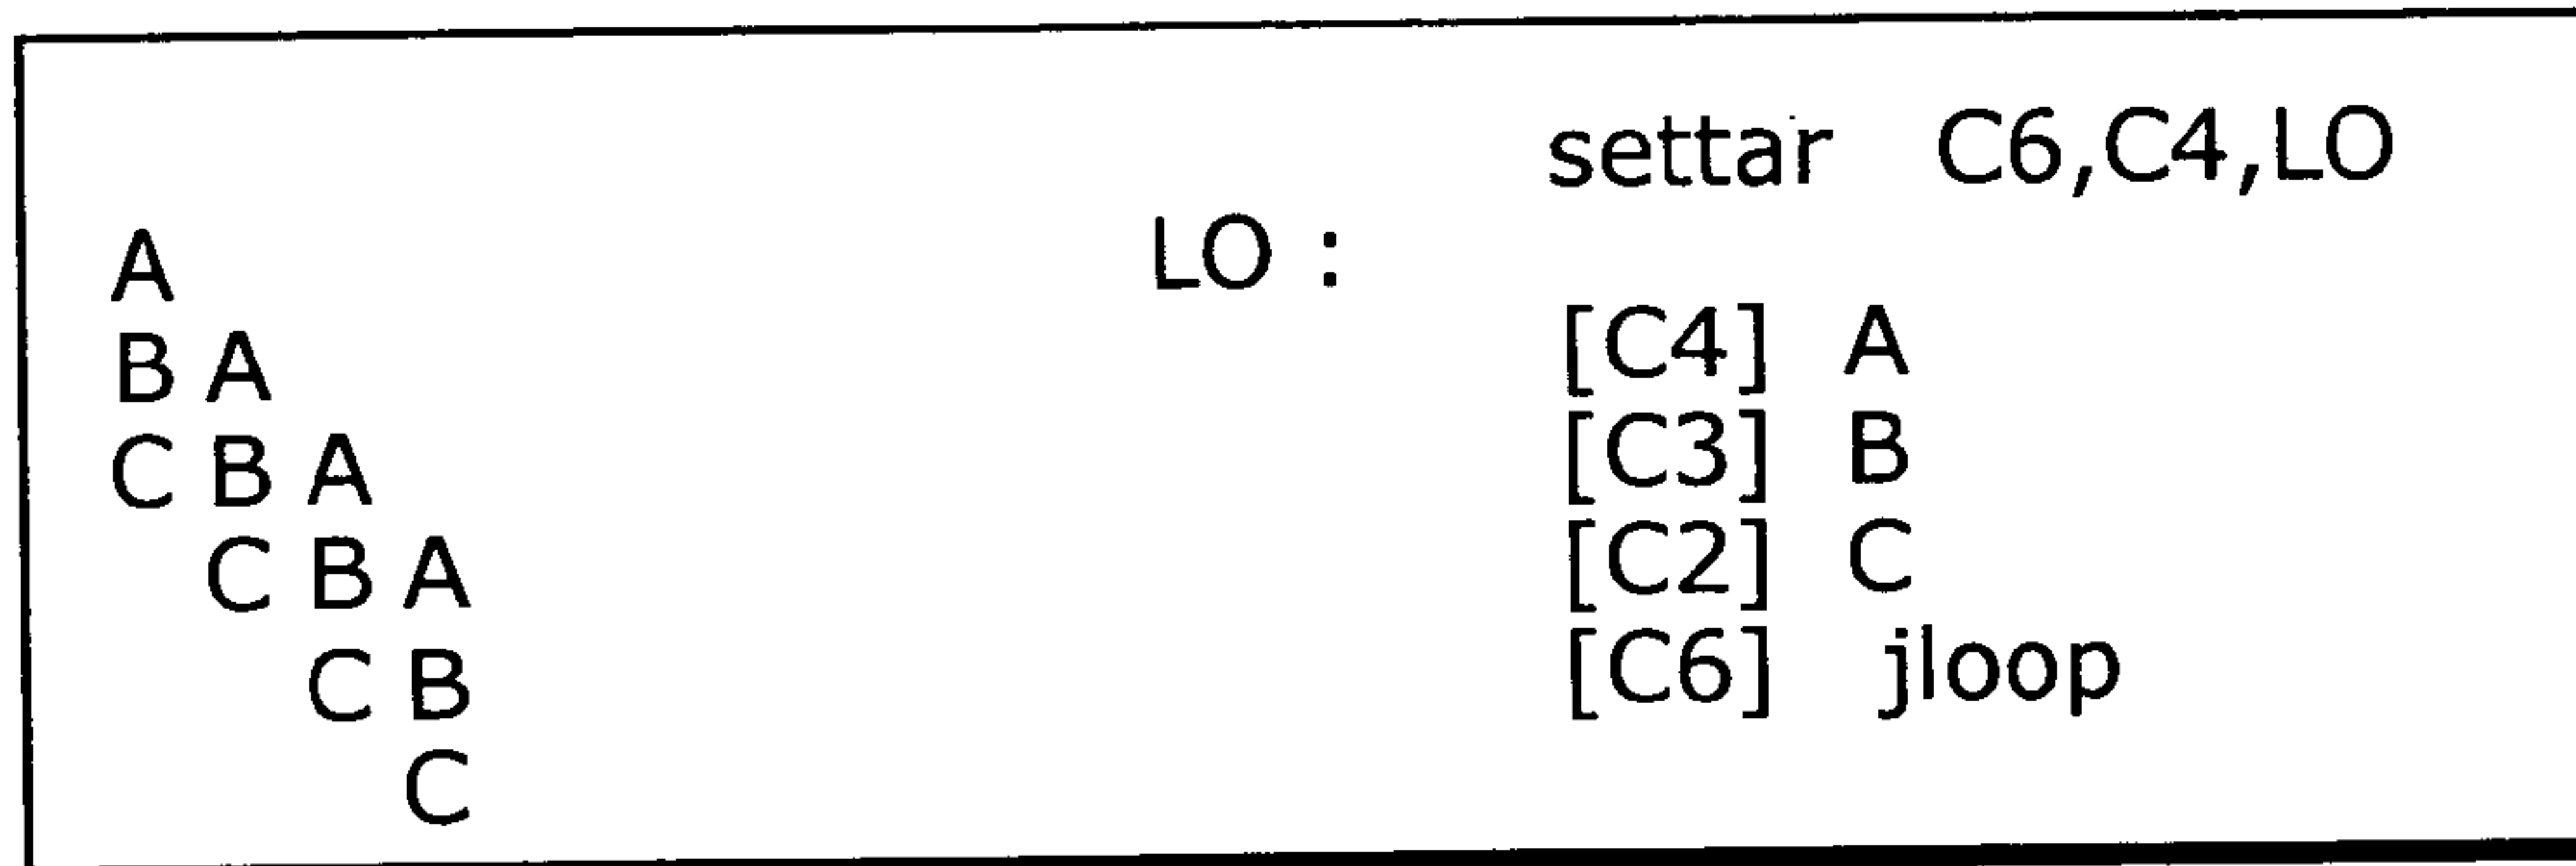 settar C6,C4,LO
LO :
A
[C4] A
B A
[C3] B
C B A
[C2] C
C B A
[C6] jloop
C B
C